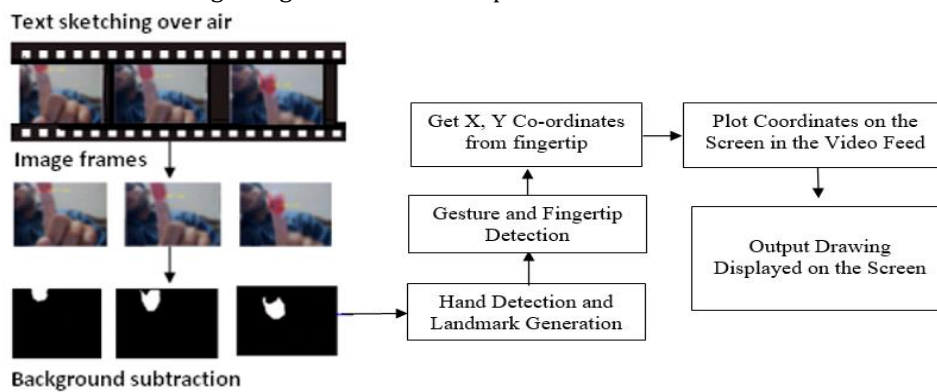 Text sketching over air
Image frames
Background subtraction
Hand Detection and
Landmark Generation
Gesture and Fingertip
Detection
Get X, Y Co-ordinates
from fingertip
Plot Coordinates on the
Screen in the Video Feed
Output Drawing
Displayed on the Screen